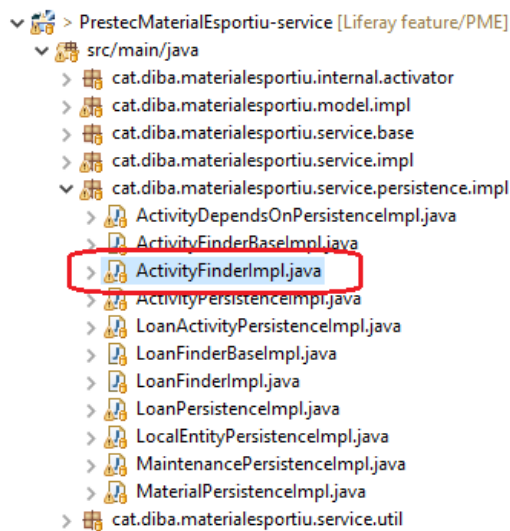 > PrestecMaterialEsportiu-service [Liferay feature/PME]
src/main/java
cat.diba.materialesportiu.internal.activator
cat.diba.materialesportiu.model.impl
cat.diba.materialesportiu.service.base
cat.diba.materialesportiu.service.impl
cat.diba.materialesportiu.service.persistence.impl
ActivityDependsOnPersistenceImpl.java
ActivityFinderBaseImpl.java
ActivityFinderImpl.java
ActivityPersistenceImpl.java
LoanActivityPersistenceImpl.java
LoanFinderBaseImpl.java
LoanFinderImpl.java
LoanPersistenceImpl.java
LocalEntityPersistenceImpl.java
MaintenancePersistenceImpl.java
MaterialPersistenceImpl.java
cat.diba.materialesportiu.service.util